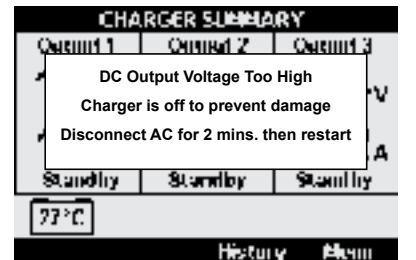 CHARGER SUMMARY
Output 1 Output 2 Output 3
DC Output Voltage Too High
V
Charger is off to prevent damage
Disconnect AC for 2 mins. then restart
A
Standby Standby Standby
77°C
History Menu